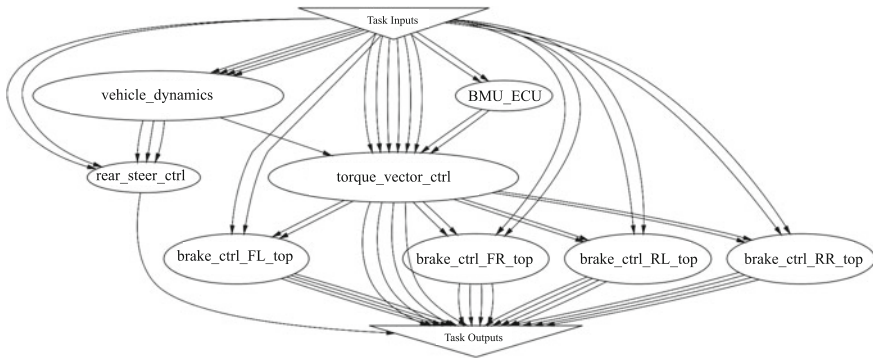 Task Inputs
vehicle_dynamics
BMU_ECU
rear_steer_ctrl
torque_vector_ctrl
brake_ctrl_FL_top
brake_ctrl_FR_top
brake_ctrl_RL_top
brake_ctrl_RR_top
Task Outputs